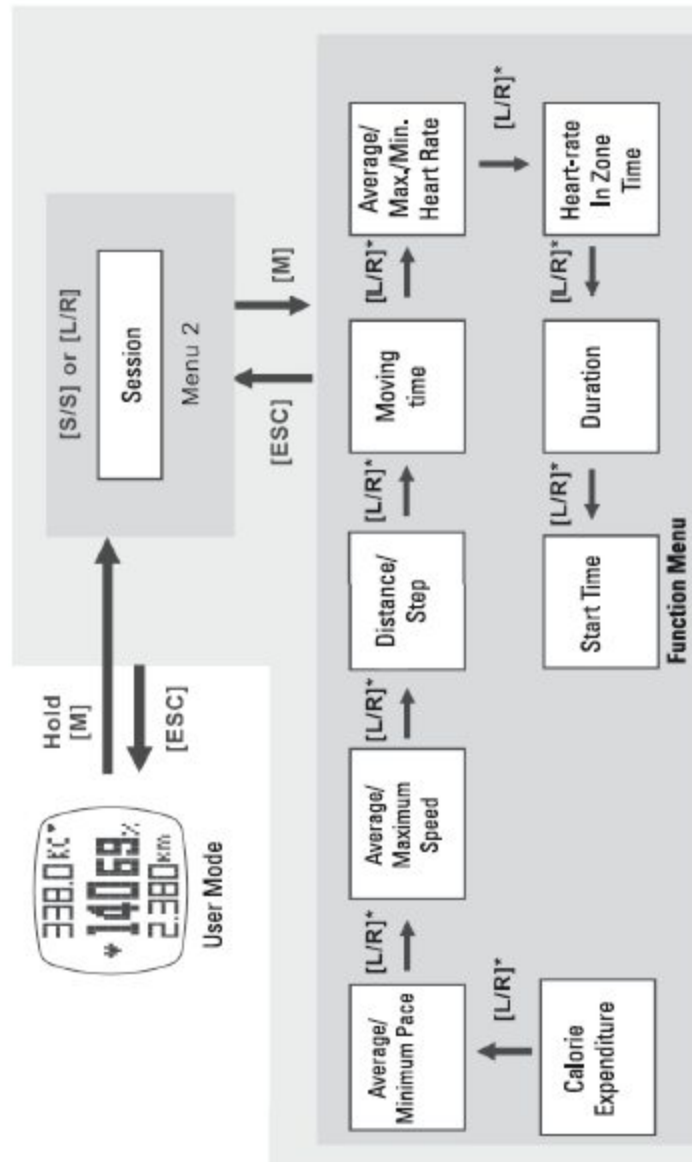 338.0KC♥
14069%
2.380KM
User Mode
Hold
[M]
[ESC]
[S/S] or [L/R]
Session
Menu 2
[ESC]
[M]
Calorie
Expenditure
[L/R]*
Average/
Minimum Pace
[L/R]*
Average/
Maximum
Speed
[L/R]*
Distance/
Step
[L/R]*
Moving
time
[L/R]*
Average/
Max./Min.
Heart Rate
[L/R]*
Heart-rate
In Zone
Time
[L/R]*
Duration
[L/R]*
Start Time
Function Menu